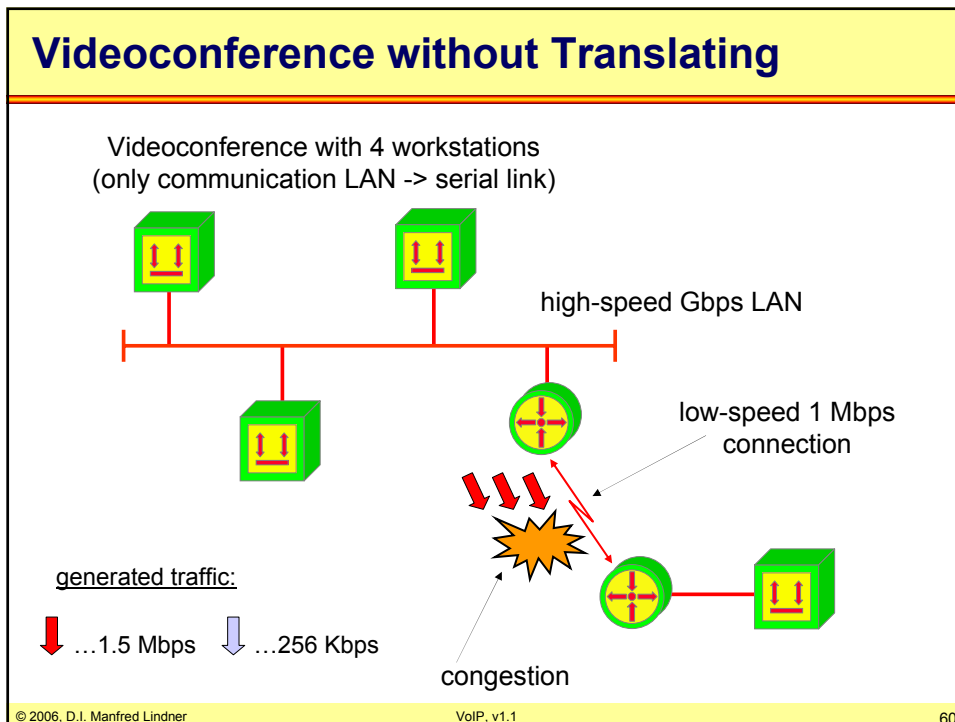 Videoconference without Translating
Videoconference with 4 workstations
(only communication LAN -> serial link)
high-speed Gbps LAN
low-speed 1 Mbps
connection
generated traffic:
…1.5 Mbps …256 Kbps
congestion
© 2006, D.I. Manfred Lindner VoIP, v1.1 60